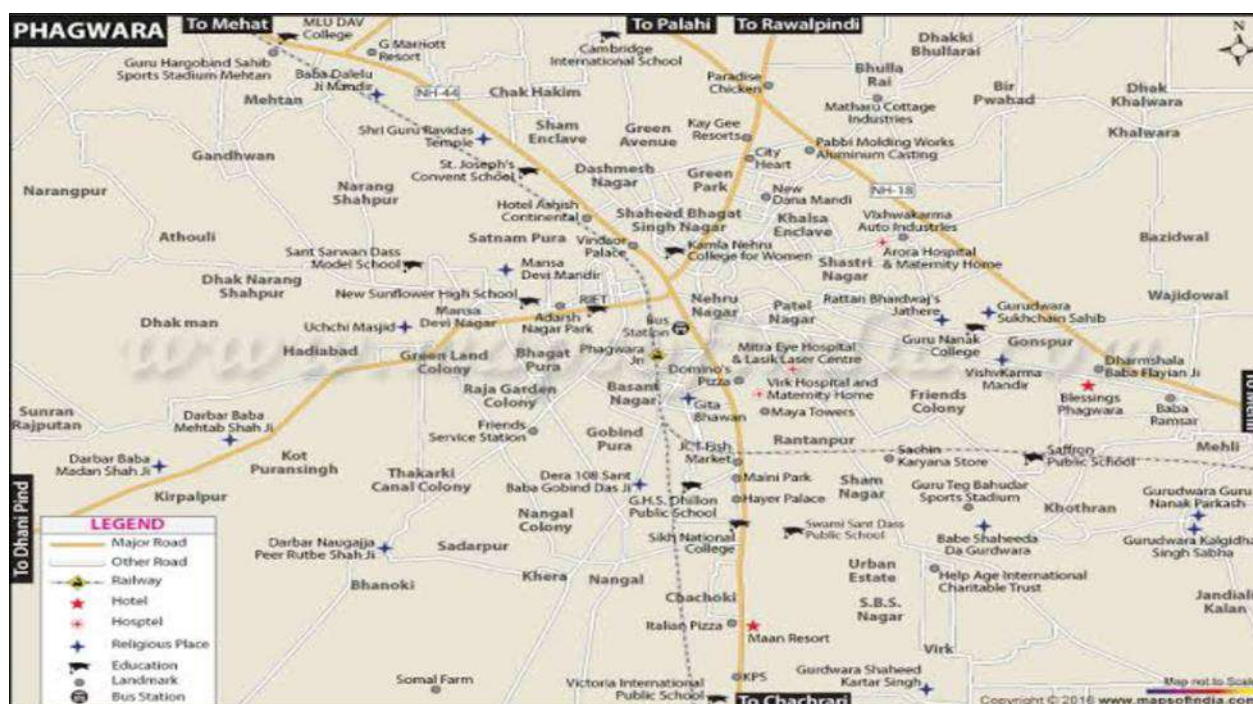 PHAGWARA
To Mehat
MLU DAV
College
To Palahi
To Rawalpindi
N
Guru Hargobind Sahib
Sports Stadium Mehtan
G Marriott
Resort
Cambridge
International School
Dhakki
Bhullarai
Baba Dalelu
Ji Mandir
Mehtan
NH-44
Chak Hakim
Paradise
Chicken
Bhulla
Rai
Bir
Pwahad
Dhak
Khalwara
Matharu Cottage
Industries
Khalwara
Shri Guru Ravidas
Temple
Sham
Enclave
Green
Avenue
Kay Gee
Resorts
Pabbi Molding Works
Aluminum Casting
Gandhwan
St. Joseph's
Convent School
Dashmesh
Nagar
City
Heart
Green
Park
Narangpur
Narang
Shahpur
New
Dana Mandi
NH-18
Hotel Ashish
Continental
Shaheed Bhagat
Singh Nagar
Khalsa
Enclave
Vishwakarma
Auto Industries
Athouli
Satnam Pura
Vindsor
Palace
Kamla Nehru
College for Women
Bazidwal
Sant Sarwan Dass
Model School
Mansa
Devi Mandir
Shastri
Nagar
Arora Hospital
& Maternity Home
Dhak Narang
Shahpur
New Sunflower High School
RIET
Nehru
Nagar
Patel
Nagar
Rattan Bhardwaj's
Jathere
Gurudwara
Sukhchain Sahib
Wajidowal
Dhak man
Uchchi Masjid
Mansa
Devi Nagar
Adarsh
Nagar Park
Bus
Station
Guru Nanak
College
Gonspur
Hadiabad
Green Land
Colony
Bhagat
Pura
Phagwara
Jn
Mitra Eye Hospital
& Lasik Laser Centre
VishvKarma
Mandir
Dharmshala
Baba Flayian Ji
Raja Garden
Colony
Basant
Nagar
Domino's
Pizza
Virk Hospital and
Maternity Home
Friends
Colony
Blessings
Phagwara
Sunran
Rajputan
Darbar Baba
Mehtab Shah Ji
Friends
Service Station
Gita
Bhawan
Maya Towers
Baba
Ramsar
Gobind
Pura
JCT Fish
Market
Rantanpur
Mehli
Darbar Baba
Madan Shah Ji
Kot
Puransingh
Sachin
Karyana Store
Saffron
Public School
Kirpalpur
Thakarki
Canal Colony
Dera 108 Sant
Baba Gobind Das Ji
Maini Park
Sham
Nagar
Guru Teg Bahudar
Sports Stadium
Gurudwara Guru
Nanak Parkash
To Dhani Pind
Nangal
Colony
G.H.S. Dhillon
Public School
Hayer Palace
Khothran
LEGEND
Major Road
Other Road
Railway
Hotel
Hosptel
Religious Place
Education
Landmark
Bus Station
Darbar Naugajja
Peer Rutbe Shah Ji
Sadarpur
Sikh National
College
Swami Sant Dass
Public School
Babe Shaheeda
Da Gurdwara
Gurudwara Kalgidha
Singh Sabha
Bhanoki
Khera
Nangal
Urban
Estate
Help Age International
Charitable Trust
Chachoki
S.B.S.
Nagar
Jandiali
Kalan
Italian Pizza
Maan Resort
Virk
Somal Farm
Victoria International
Public School
KPS
Gurdwara Shaheed
Kartar Singh
Map not to Scale
To Chachrari
Copyright © 2016 www.mapsofindia.com